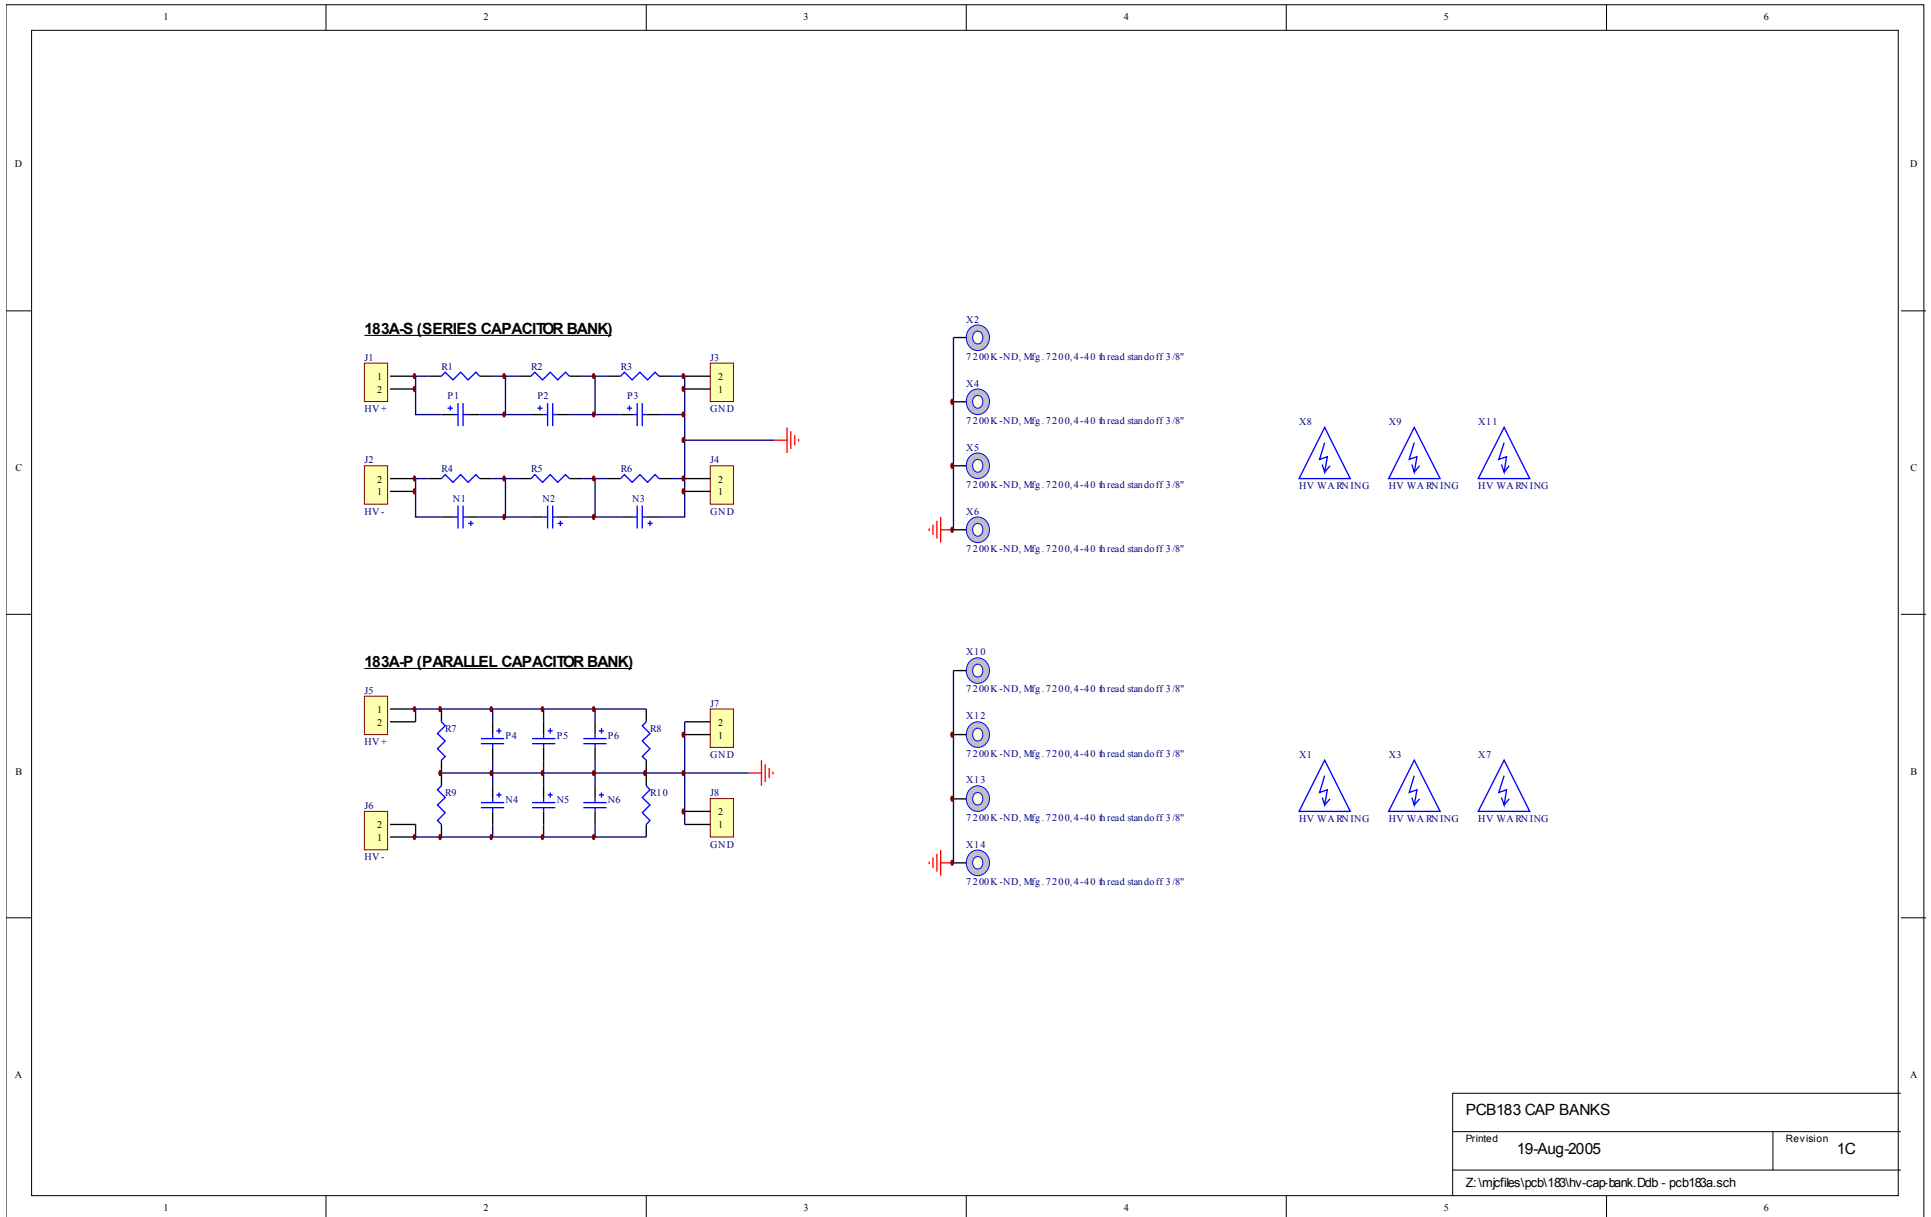 1 2 3 4 5 6
D D
183A-S (SERIES CAPACITOR BANK)
J1
1
2
HV+
R1 R2 R3
P1 P2 P3
+ + +
J3
2
1
GND
J2
2
1
HV-
R4 R5 R6
N1 N2 N3
+ + +
J4
2
1
GND
X2
7200K-ND, Mfg. 7200, 4-40 thread standoff 3/8"
X4
7200K-ND, Mfg. 7200, 4-40 thread standoff 3/8"
X5
7200K-ND, Mfg. 7200, 4-40 thread standoff 3/8"
X6
7200K-ND, Mfg. 7200, 4-40 thread standoff 3/8"
X8 X9 X11
HV WARNING HV WARNING HV WARNING
C C
183A-P (PARALLEL CAPACITOR BANK)
J5
1
2
HV+
R7 P4 P5 P6 R8
+ + +
J7
2
1
GND
J6
2
1
HV-
R9 N4 N5 N6 R10
+ + +
J8
2
1
GND
X10
7200K-ND, Mfg. 7200, 4-40 thread standoff 3/8"
X12
7200K-ND, Mfg. 7200, 4-40 thread standoff 3/8"
X13
7200K-ND, Mfg. 7200, 4-40 thread standoff 3/8"
X14
7200K-ND, Mfg. 7200, 4-40 thread standoff 3/8"
X1 X3 X7
HV WARNING HV WARNING HV WARNING
B B
A A
PCB183 CAP BANKS
Printed 19-Aug-2005 Revision 1C
Z:\mjcfiles\pcb\183\hv-cap-bank.Ddb - pcb183a.sch
1 2 3 4 5 6